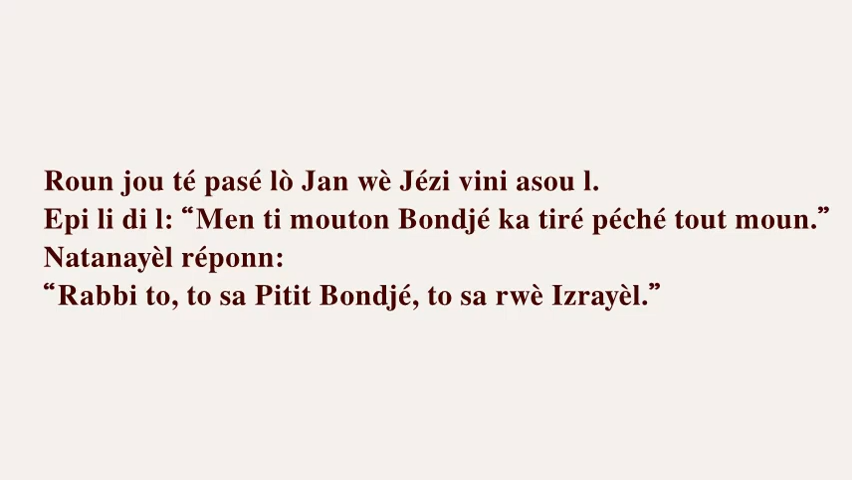 Roun jou té pasé lò Jan wè Jézi vini asou l.
Epi li di l: “Men ti mouton Bondjé ka tiré péché tout moun.”
Natanayèl réponn:
“Rabbi to, to sa Pitit Bondjé, to sa rwè Izrayèl.”